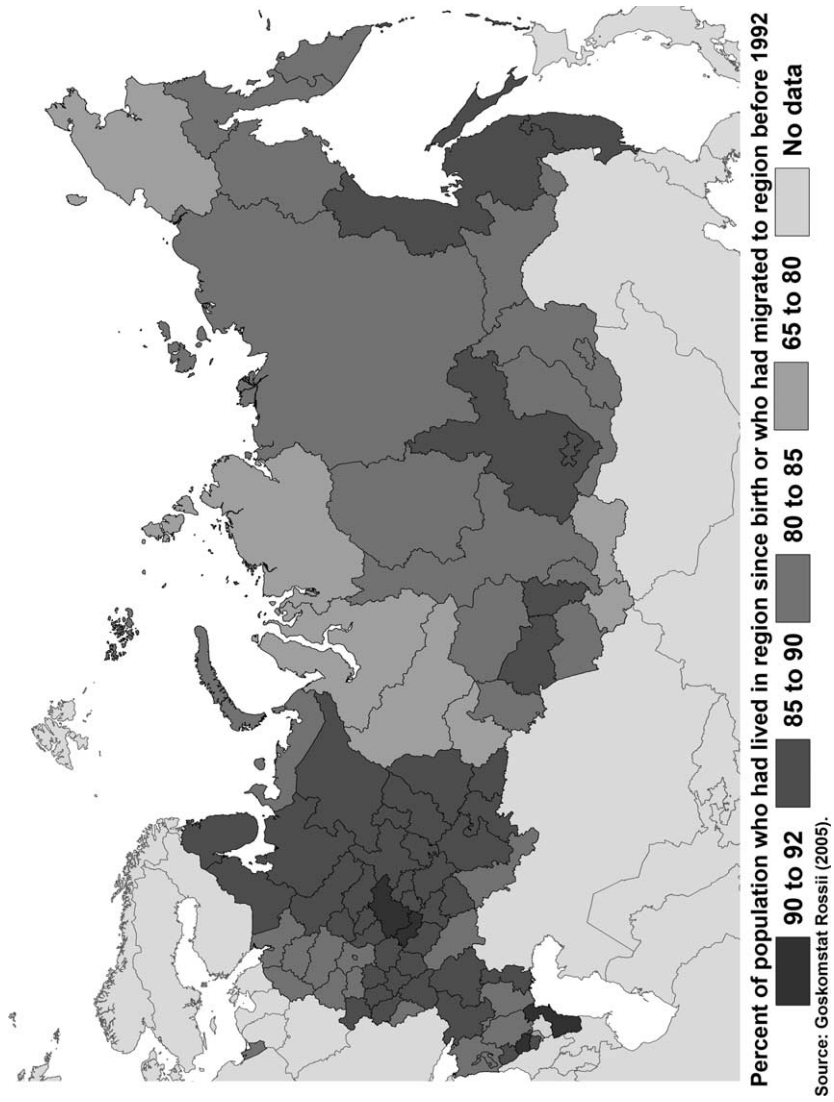 Percent of population who had lived in region since birth or who had migrated to region before 1992
90 to 92 85 to 90 80 to 85 65 to 80 No data
Source: Goskomstat Rossii (2005).